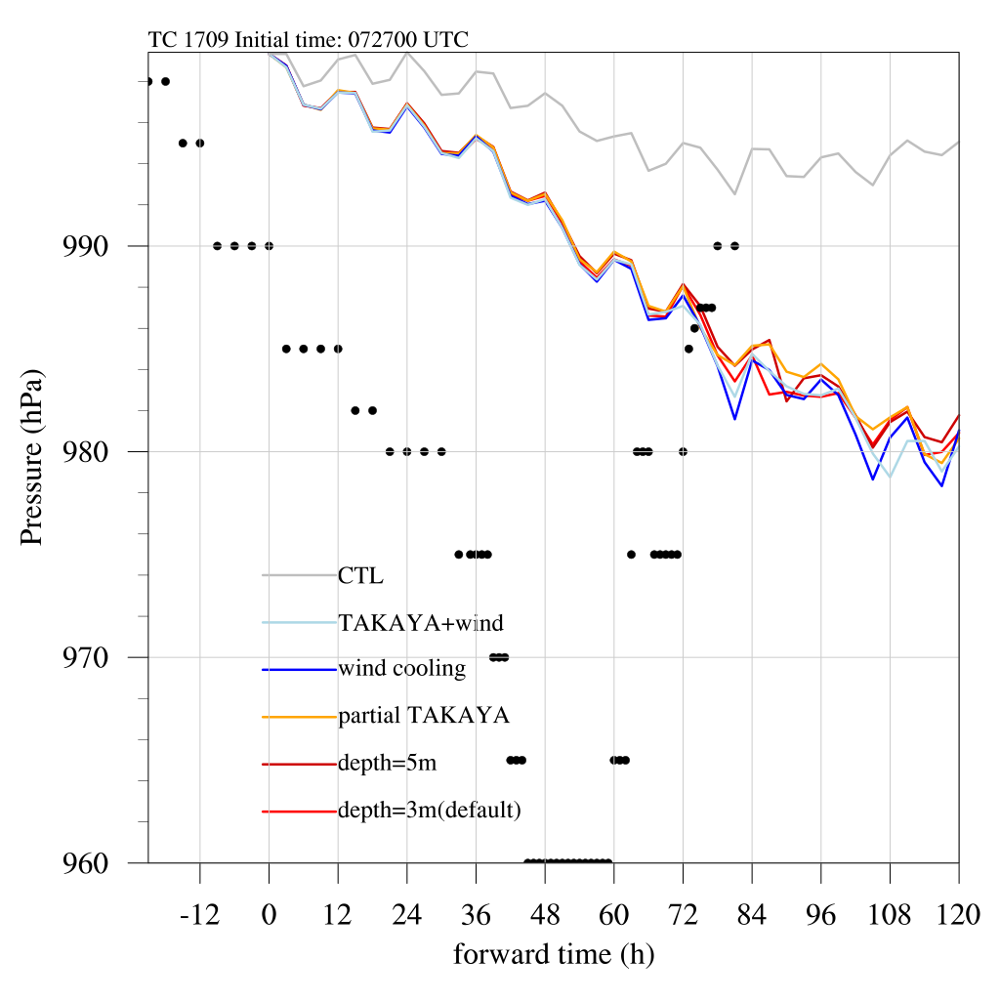 TC 1709 Initial time: 072700 UTC
990
980
970
960
Pressure (hPa)
CTL
TAKAYA+wind
wind cooling
partial TAKAYA
depth=5m
depth=3m(default)
-12 0 12 24 36 48 60 72 84 96 108 120
forward time (h)